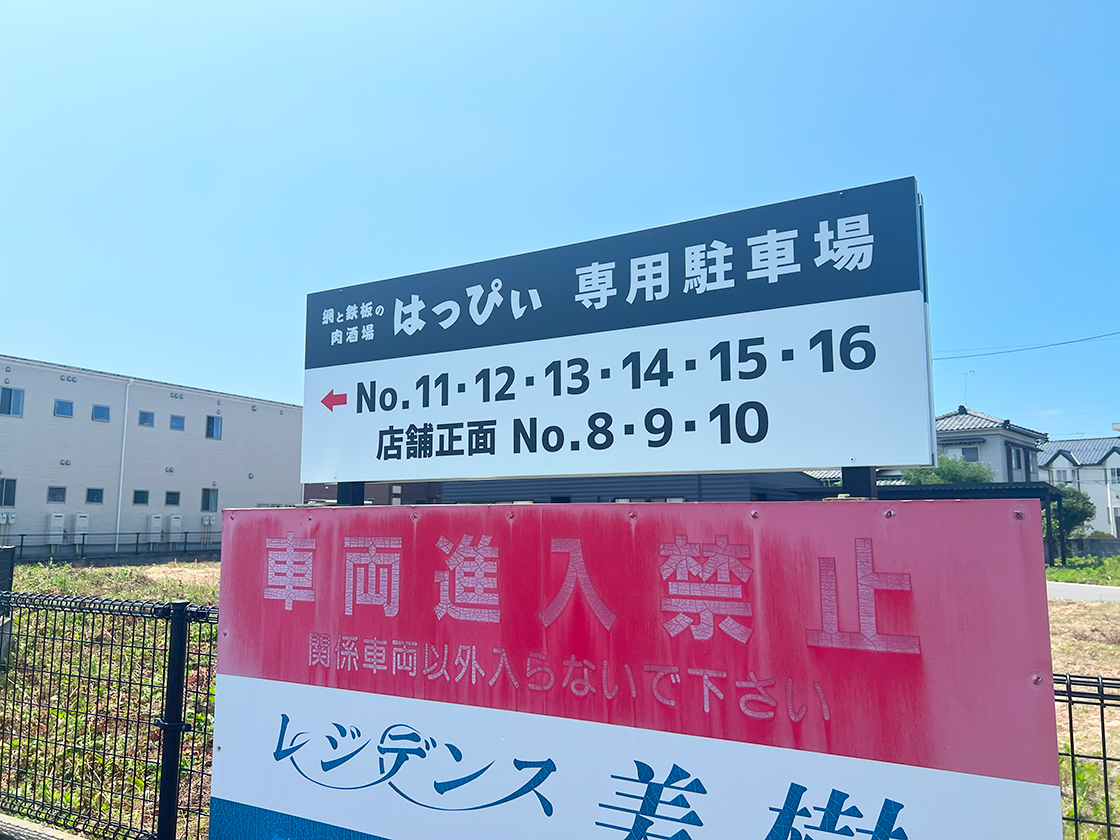 網と鉄板の
肉酒場
はっぴぃ 専用駐車場
No.11・12・13・14・15・16
店舗正面 No.8・9・10
車両進入禁止
関係車両以外入らないで下さい
レジデンス 美樹